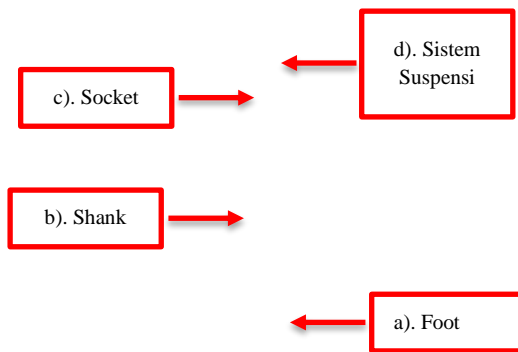 d). Sistem
Suspensi
c). Socket
b). Shank
a). Foot